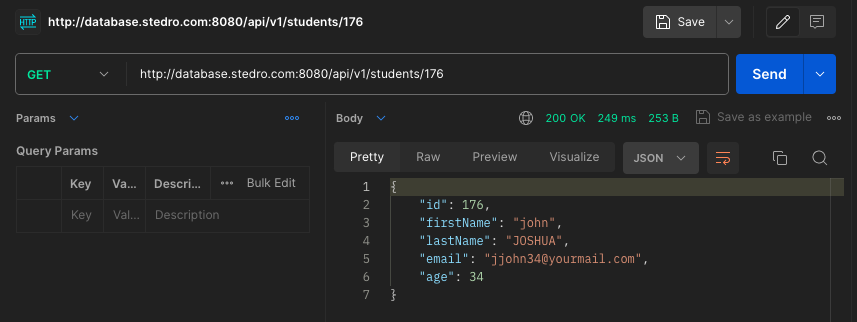 HTTP
http://database.stedro.com:8080/api/v1/students/176
Save
GET
http://database.stedro.com:8080/api/v1/students/176
Send
Params
Body
200 OK 249 ms 253 B
Save as example
Query Params
Key Va... Descri... Bulk Edit
Key Val... Description
Pretty Raw Preview Visualize JSON
1 {
2 "id": 176,
3 "firstName": "john",
4 "lastName": "JOSHUA",
5 "email": "jjohn34@yourmail.com",
6 "age": 34
7 }